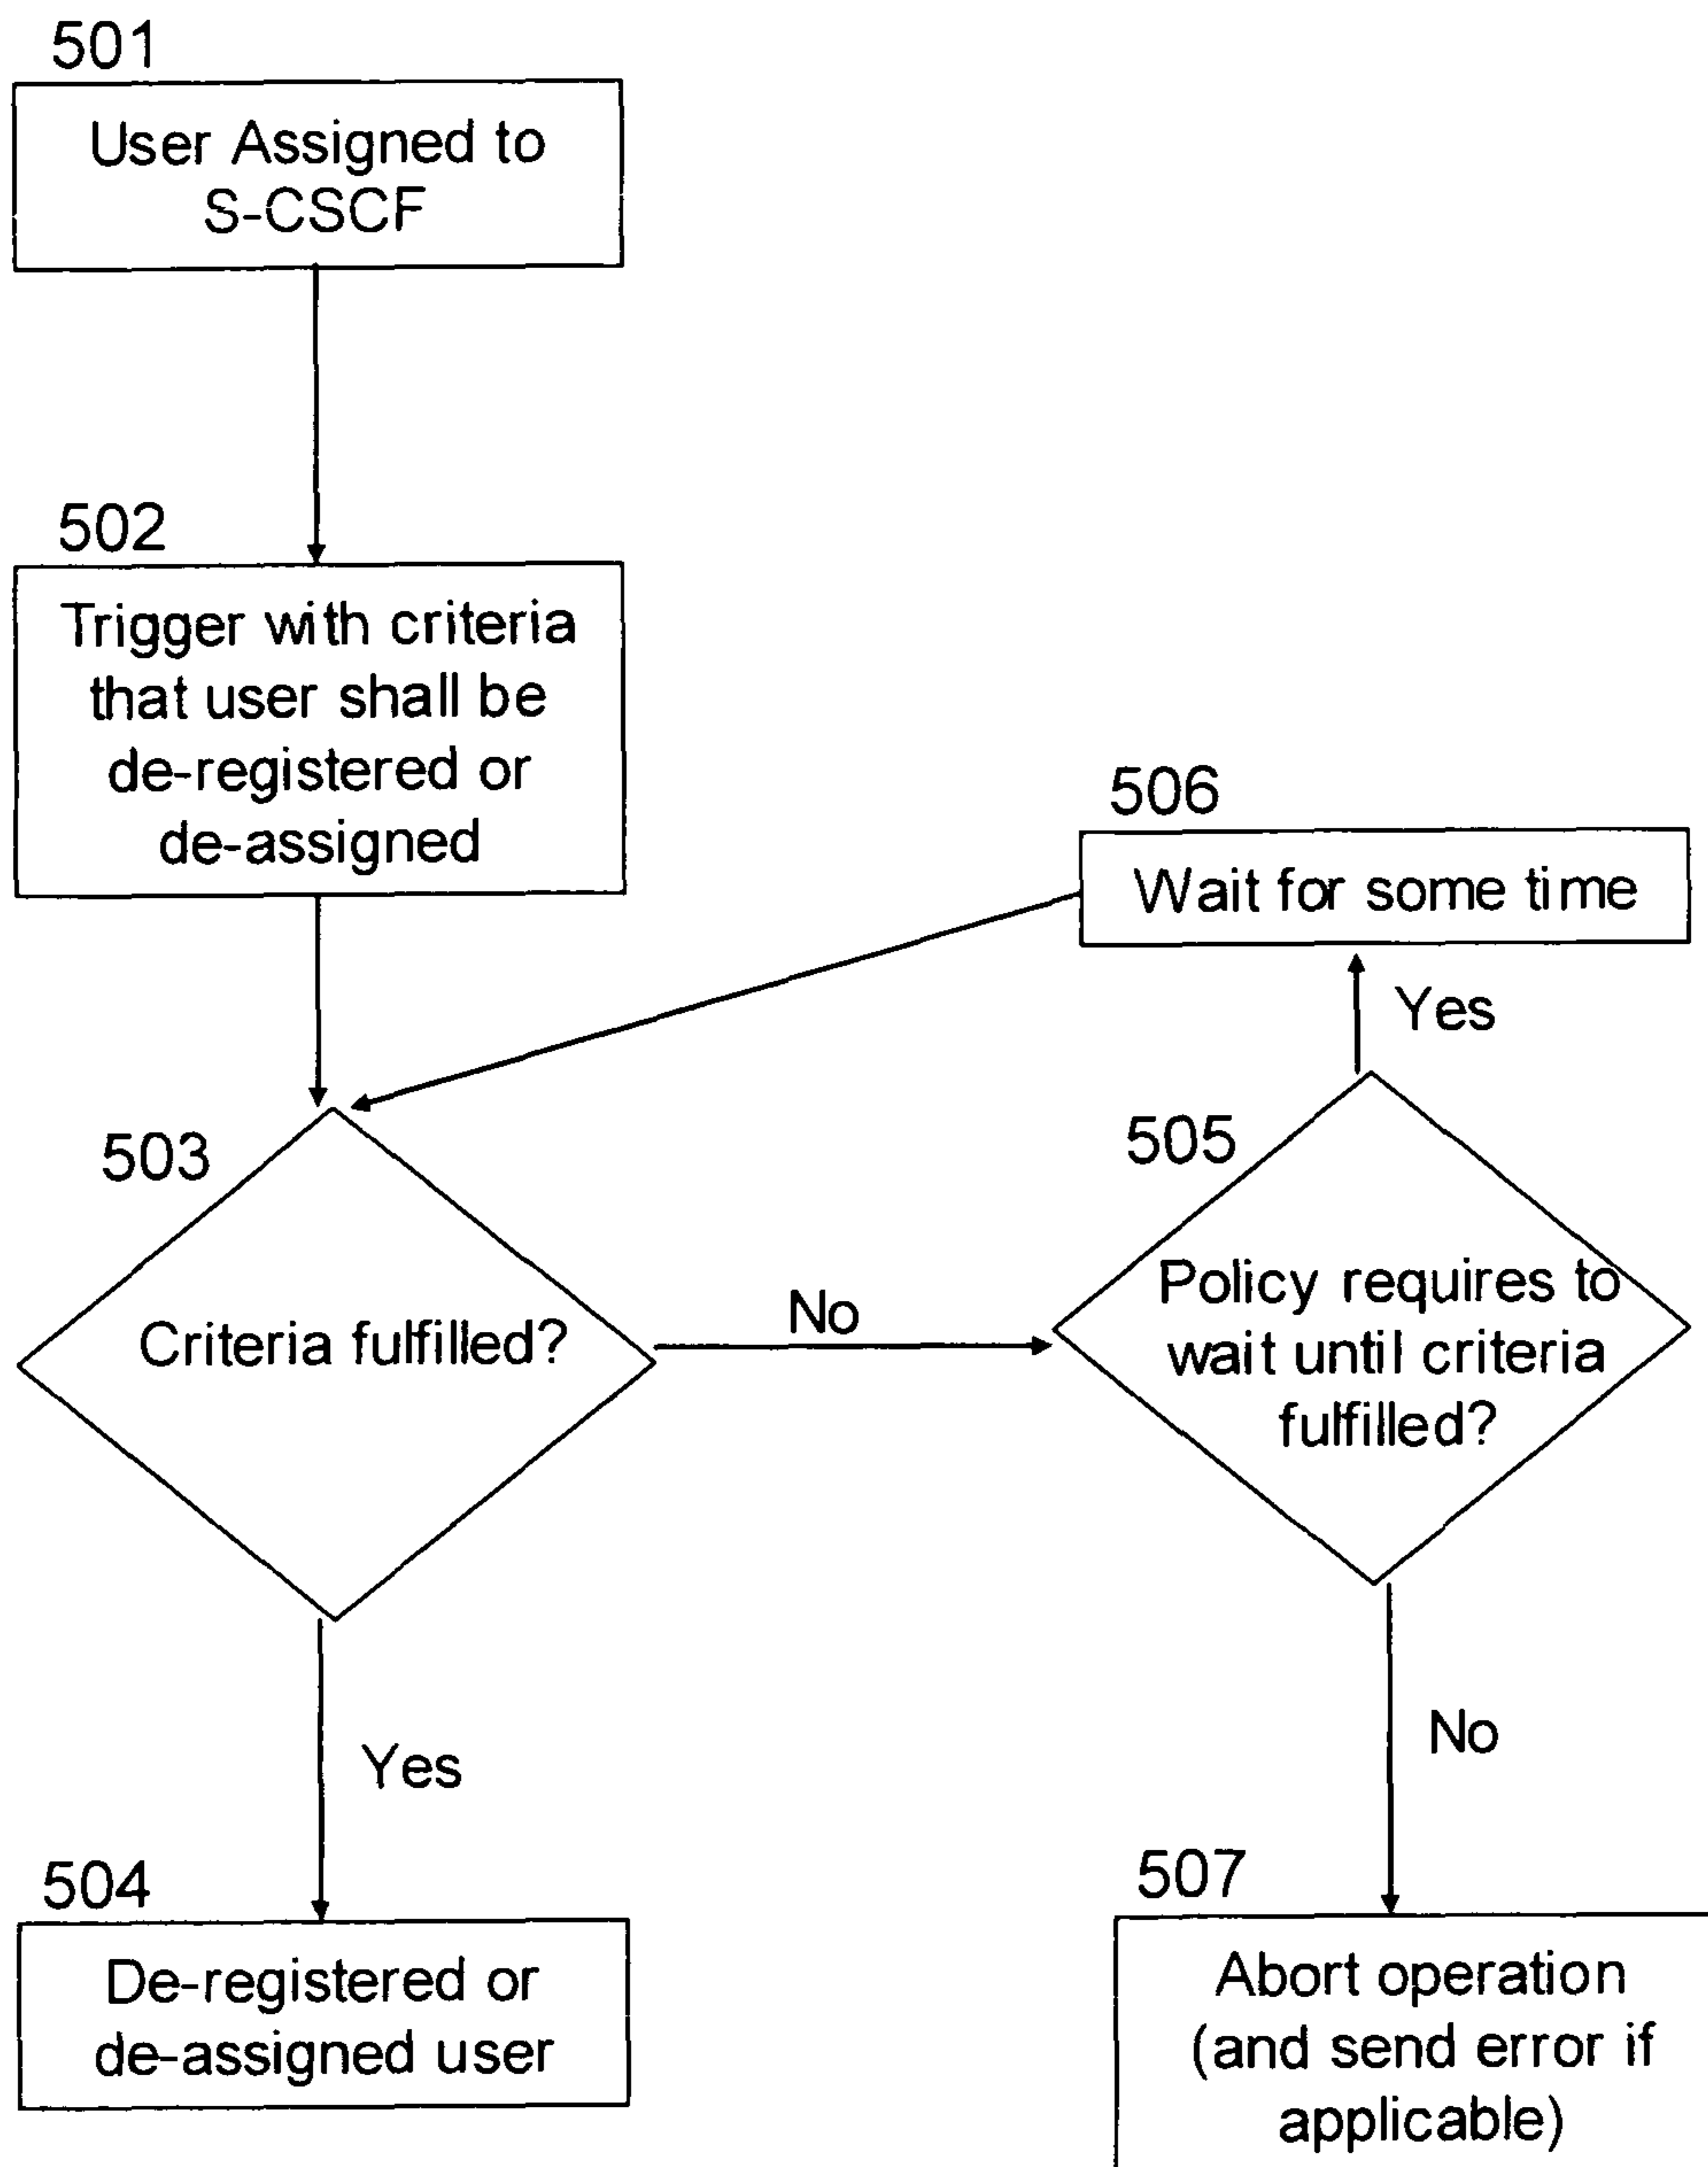 501
User Assigned to
S-CSCF
502
Trigger with criteria
that user shall be
de-registered or
de-assigned
506
Wait for some time
Yes
503
Criteria fulfilled?
No
505
Policy requires to
wait until criteria
fulfilled?
Yes
No
504
De-registered or
de-assigned user
507
Abort operation
(and send error if
applicable)